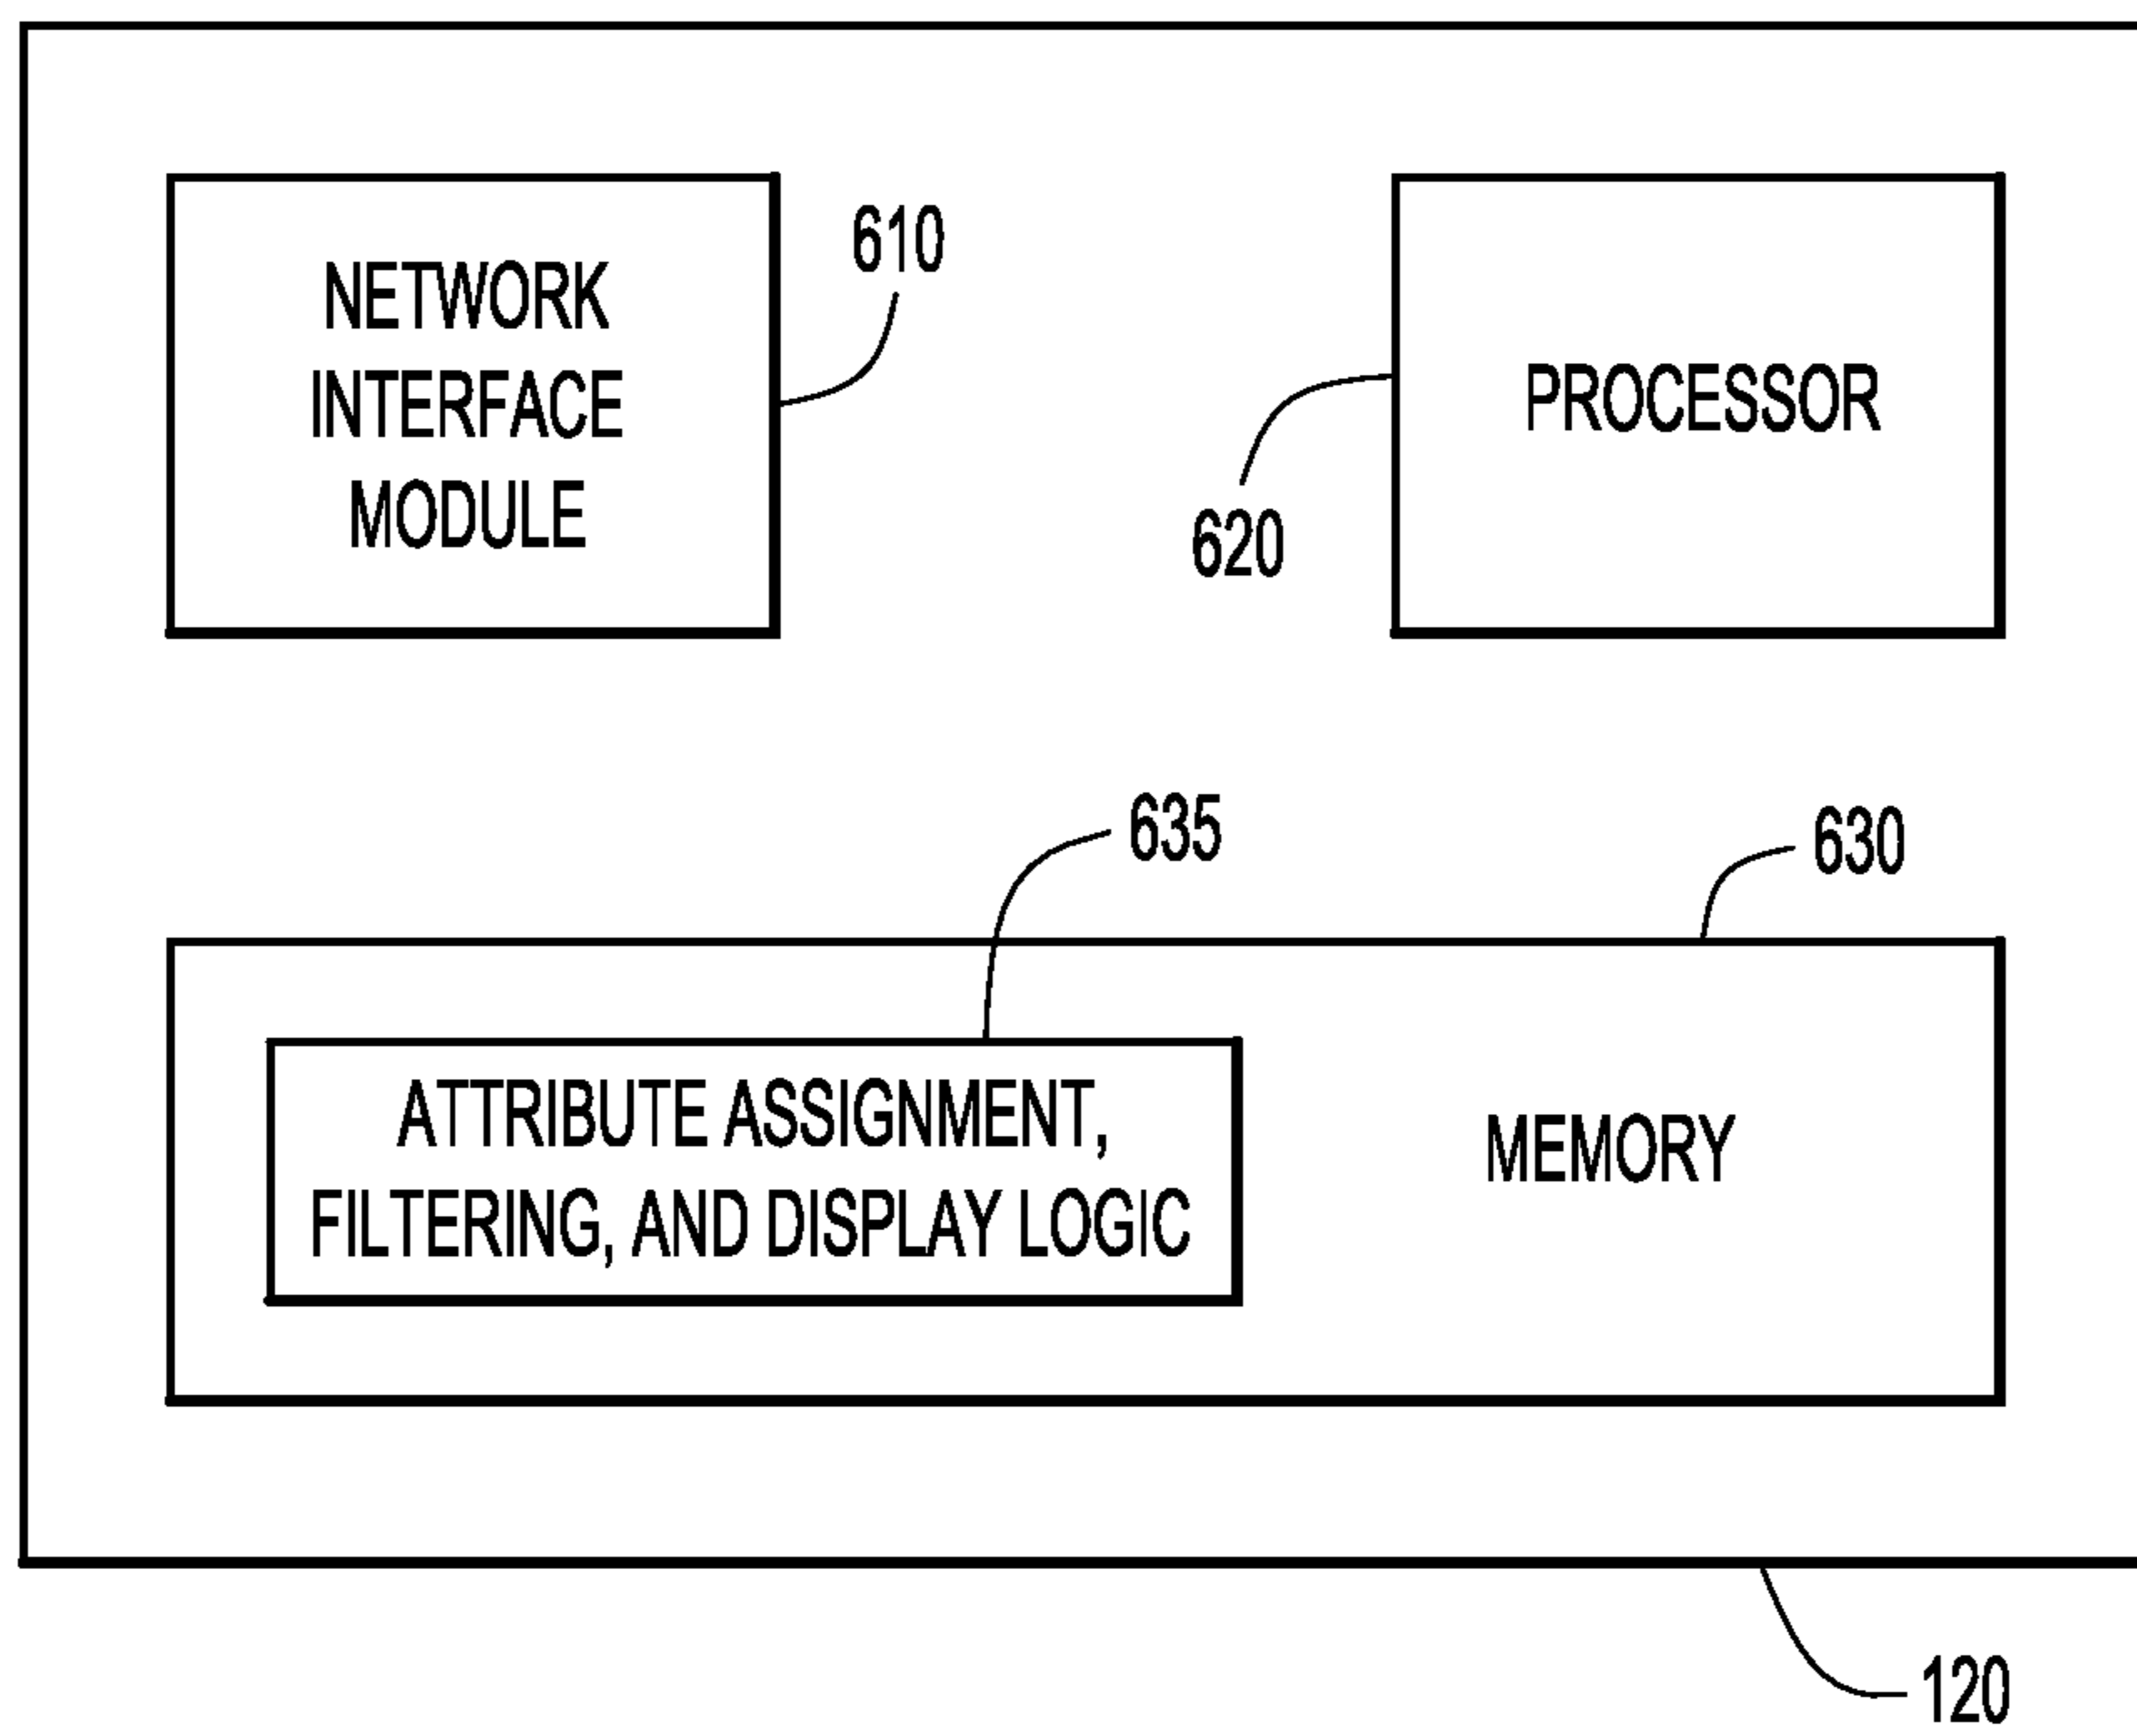 NETWORK
INTERFACE
MODULE
610
PROCESSOR
620
635
630
ATTRIBUTE ASSIGNMENT,
FILTERING, AND DISPLAY LOGIC
MEMORY
120